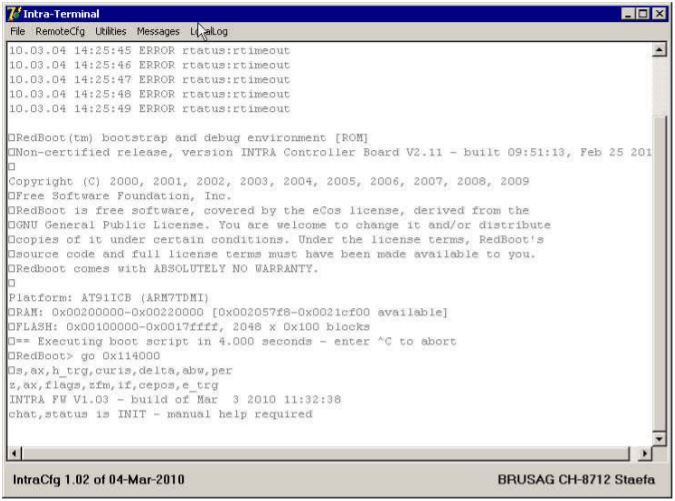 Intra-Terminal
File RemoteCfg Utilities Messages LocalLog
10.03.04 14:25:45 ERROR rtatus:rtimeout
10.03.04 14:25:46 ERROR rtatus:rtimeout
10.03.04 14:25:47 ERROR rtatus:rtimeout
10.03.04 14:25:48 ERROR rtatus:rtimeout
10.03.04 14:25:49 ERROR rtatus:rtimeout
RedBoot(tm) bootstrap and debug environment [ROM]
Non-certified release, version INTRA Controller Board V2.11 - built 09:51:13, Feb 25 201
Copyright (C) 2000, 2001, 2002, 2003, 2004, 2005, 2006, 2007, 2008, 2009
Free Software Foundation, Inc.
RedBoot is free software, covered by the eCos license, derived from the
GNU General Public License. You are welcome to change it and/or distribute
copies of it under certain conditions. Under the license terms, RedBoot's
source code and full license terms must have been made available to you.
Redboot comes with ABSOLUTELY NO WARRANTY.
Platform: AT91ICB (ARM7TDMI)
RAM: 0x00200000-0x00220000 [0x002057f8-0x0021cf00 available]
FLASH: 0x00100000-0x0017ffff, 2048 x 0x100 blocks
== Executing boot script in 4.000 seconds - enter ^C to abort
RedBoot> go 0x114000
s,ax,h_trg,curis,delta,abw,per
z,ax,flags,zfm,if,cepos,e_trg
INTRA FW V1.03 - build of Mar 3 2010 11:32:38
chat,status is INIT - manual help required
IntraCfg 1.02 of 04-Mar-2010
BRUSAG CH-8712 Staefa